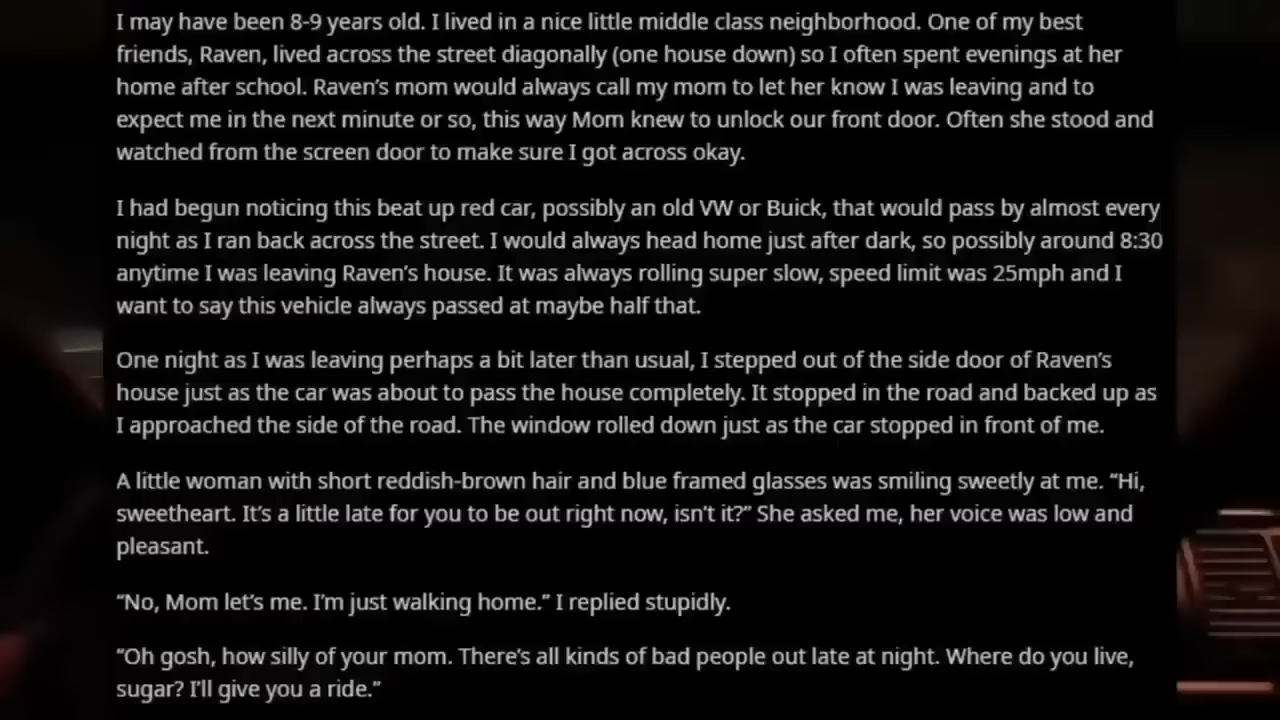 I may have been 8-9 years old. I lived in a nice little middle class neighborhood. One of my best
friends, Raven, lived across the street diagonally (one house down) so I often spent evenings at her
home after school. Raven’s mom would always call my mom to let her know I was leaving and to
expect me in the next minute or so, this way Mom knew to unlock our front door. Often she stood and
watched from the screen door to make sure I got across okay.
I had begun noticing this beat up red car, possibly an old VW or Buick, that would pass by almost every
night as I ran back across the street. I would always head home just after dark, so possibly around 8:30
anytime I was leaving Raven’s house. It was always rolling super slow, speed limit was 25mph and I
want to say this vehicle always passed at maybe half that.
One night as I was leaving perhaps a bit later than usual, I stepped out of the side door of Raven’s
house just as the car was about to pass the house completely. It stopped in the road and backed up as
I approached the side of the road. The window rolled down just as the car stopped in front of me.
A little woman with short reddish-brown hair and blue framed glasses was smiling sweetly at me. “Hi,
sweetheart. It’s a little late for you to be out right now, isn’t it?” She asked me, her voice was low and
pleasant.
“No, Mom let’s me. I’m just walking home.” I replied stupidly.
“Oh gosh, how silly of your mom. There’s all kinds of bad people out late at night. Where do you live,
sugar? I’ll give you a ride.”